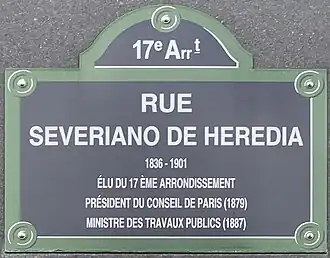 17e Arrt
RUE
SEVERIANO DE HEREDIA
1836 - 1901
ÉLU DU 17 ÈME ARRONDISSEMENT
PRÉSIDENT DU CONSEIL DE PARIS (1879)
MINISTRE DES TRAVAUX PUBLICS (1887)